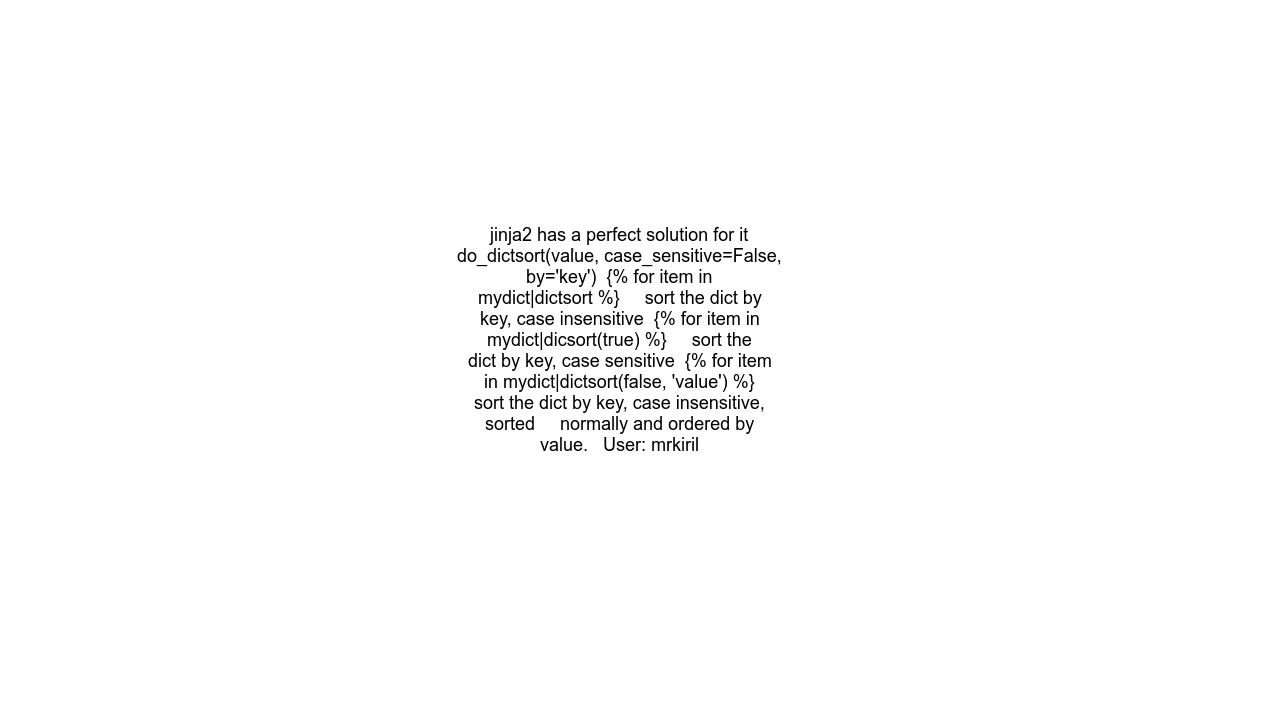 jinja2 has a perfect solution for it
do_dictsort(value, case_sensitive=False,
by='key')  {% for item in
mydict|dictsort %}     sort the dict by
key, case insensitive  {% for item in
mydict|dicsort(true) %}     sort the
dict by key, case sensitive  {% for item
in mydict|dictsort(false, 'value') %}
sort the dict by key, case insensitive,
sorted     normally and ordered by
value.   User: mrkiril